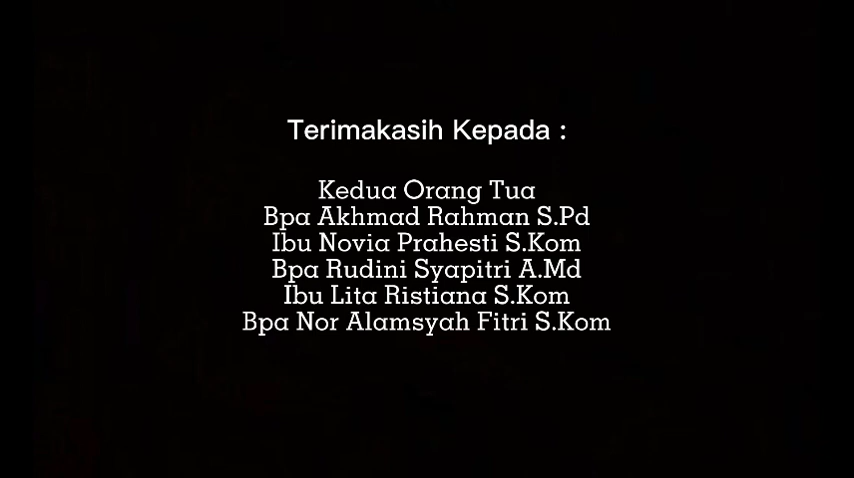 Terimakasih Kepada :
Kedua Orang Tua
Bpa Akhmad Rahman S.Pd
Ibu Novia Prahesti S.Kom
Bpa Rudini Syapitri A.Md
Ibu Lita Ristiana S.Kom
Bpa Nor Alamsyah Fitri S.Kom